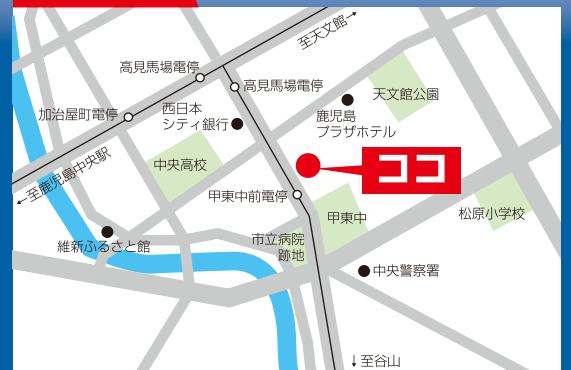 至天文館→
高見馬場電停
高見馬場電停
天文館公園
加治屋町電停
西日本
シティ銀行
鹿児島
プラザホテル
ココ
中央高校
←至鹿児島中央駅
甲東中前電停
甲東中
松原小学校
維新ふるさと館
市立病院
跡地
中央警察署
↓至谷山